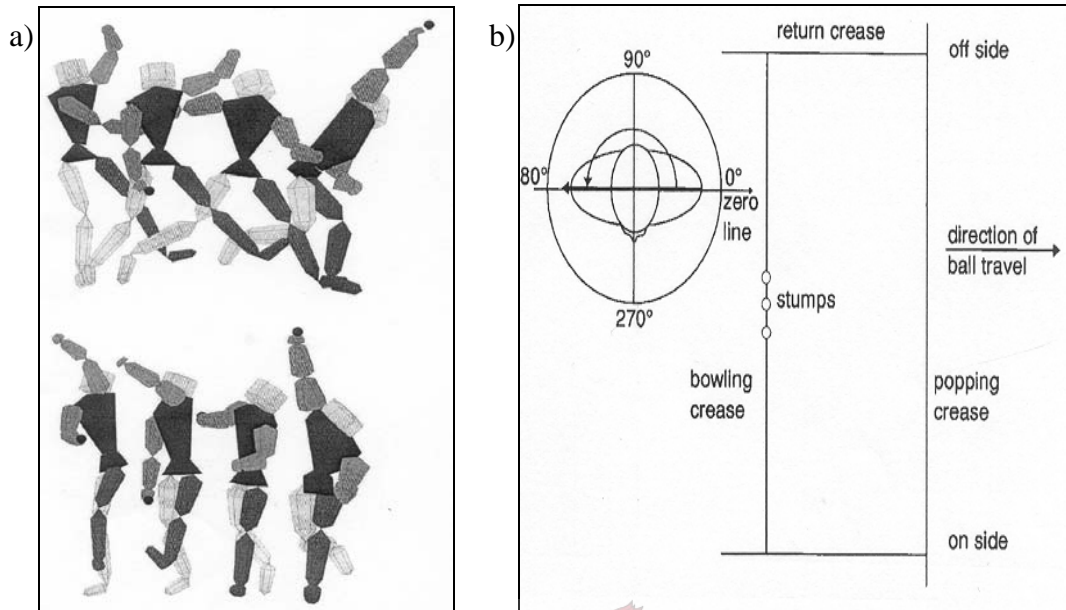 a)
b)
return crease
off side
90°
80°
0°
zero
line
direction of
ball travel
stumps
270°
bowling
crease
popping
crease
on side